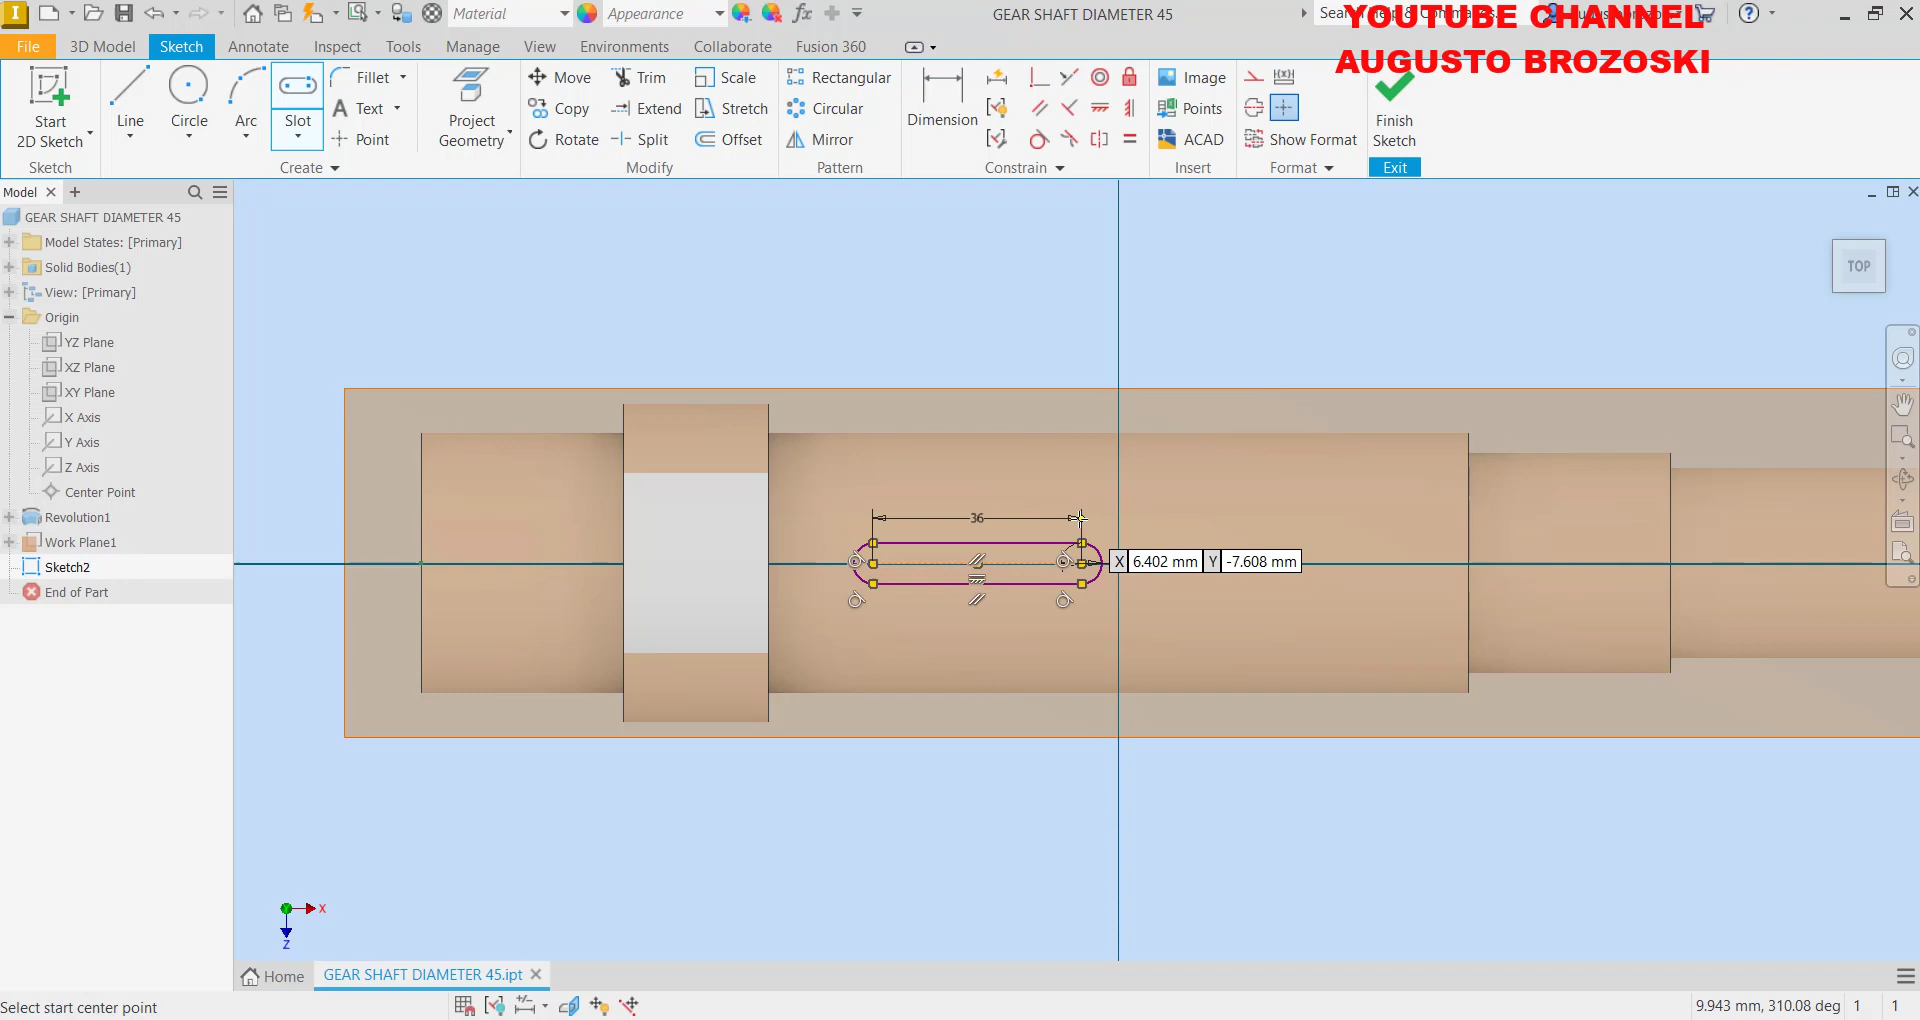 Material
Appearance
fx
GEAR SHAFT DIAMETER 45
YOUTUBE CHANNEL
AUGUSTO BROZOSKI
File
3D Model
Sketch
Annotate
Inspect
Tools
Manage
View
Environments
Collaborate
Fusion 360
Start
2D Sketch
Line
Circle
Arc
Slot
Fillet
Text
Point
Project
Geometry
Move
Copy
Rotate
Trim
Extend
Split
Scale
Stretch
Offset
Rectangular
Circular
Mirror
Dimension
Image
Points
ACAD
Show Format
Finish
Sketch
Sketch
Create
Modify
Pattern
Constrain
Insert
Format
Exit
Model
GEAR SHAFT DIAMETER 45
Model States: [Primary]
Solid Bodies(1)
View: [Primary]
Origin
YZ Plane
XZ Plane
XY Plane
X Axis
Y Axis
Z Axis
Center Point
Revolution1
Work Plane1
Sketch2
End of Part
TOP
36
X 6.402 mm Y -7.608 mm
X
Z
Home
GEAR SHAFT DIAMETER 45.ipt
Select start center point
9.943 mm, 310.08 deg 1 1